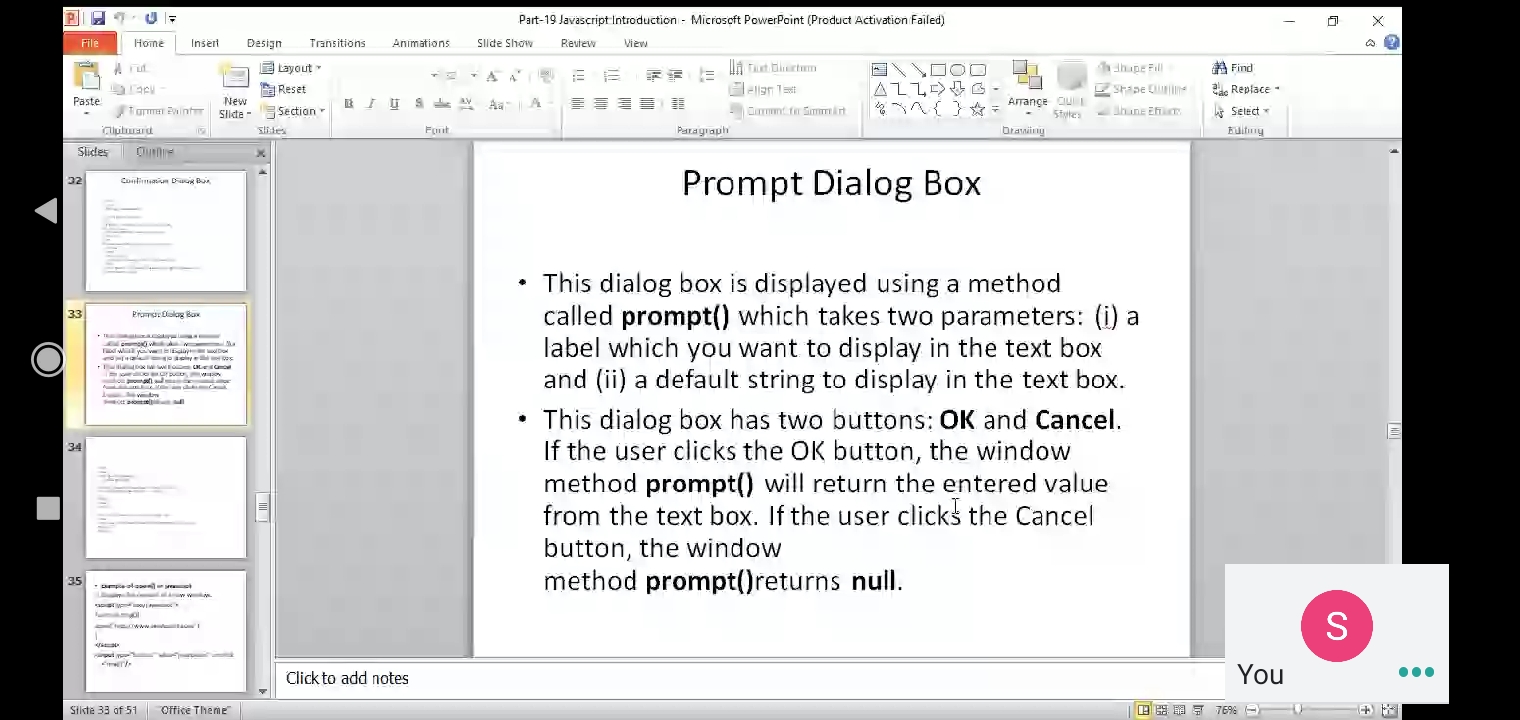 Part-19 Javascript Introduction - Microsoft PowerPoint (Product Activation Failed)
File Home Insert Design Transitions Animations Slide Show Review View
Cut
Copy
Format Painter
Paste
Clipboard
New
Slide
Layout
Reset
Section
Slides
Font
Text Direction
Align Text
Convert to SmartArt
Paragraph
Arrange
Quick
Styles
Shape Fill
Shape Outline
Shape Effects
Drawing
Find
Replace
Select
Editing
Slides Outline
32
Confirmation Dialog Box
33
Prompt Dialog Box
34
35
Prompt Dialog Box
• This dialog box is displayed using a method
called prompt() which takes two parameters: (i) a
label which you want to display in the text box
and (ii) a default string to display in the text box.
• This dialog box has two buttons: OK and Cancel.
If the user clicks the OK button, the window
method prompt() will return the entered value
from the text box. If the user clicks the Cancel
button, the window
method prompt()returns null.
Click to add notes
S
You
Slide 33 of 51 "Office Theme" 76%